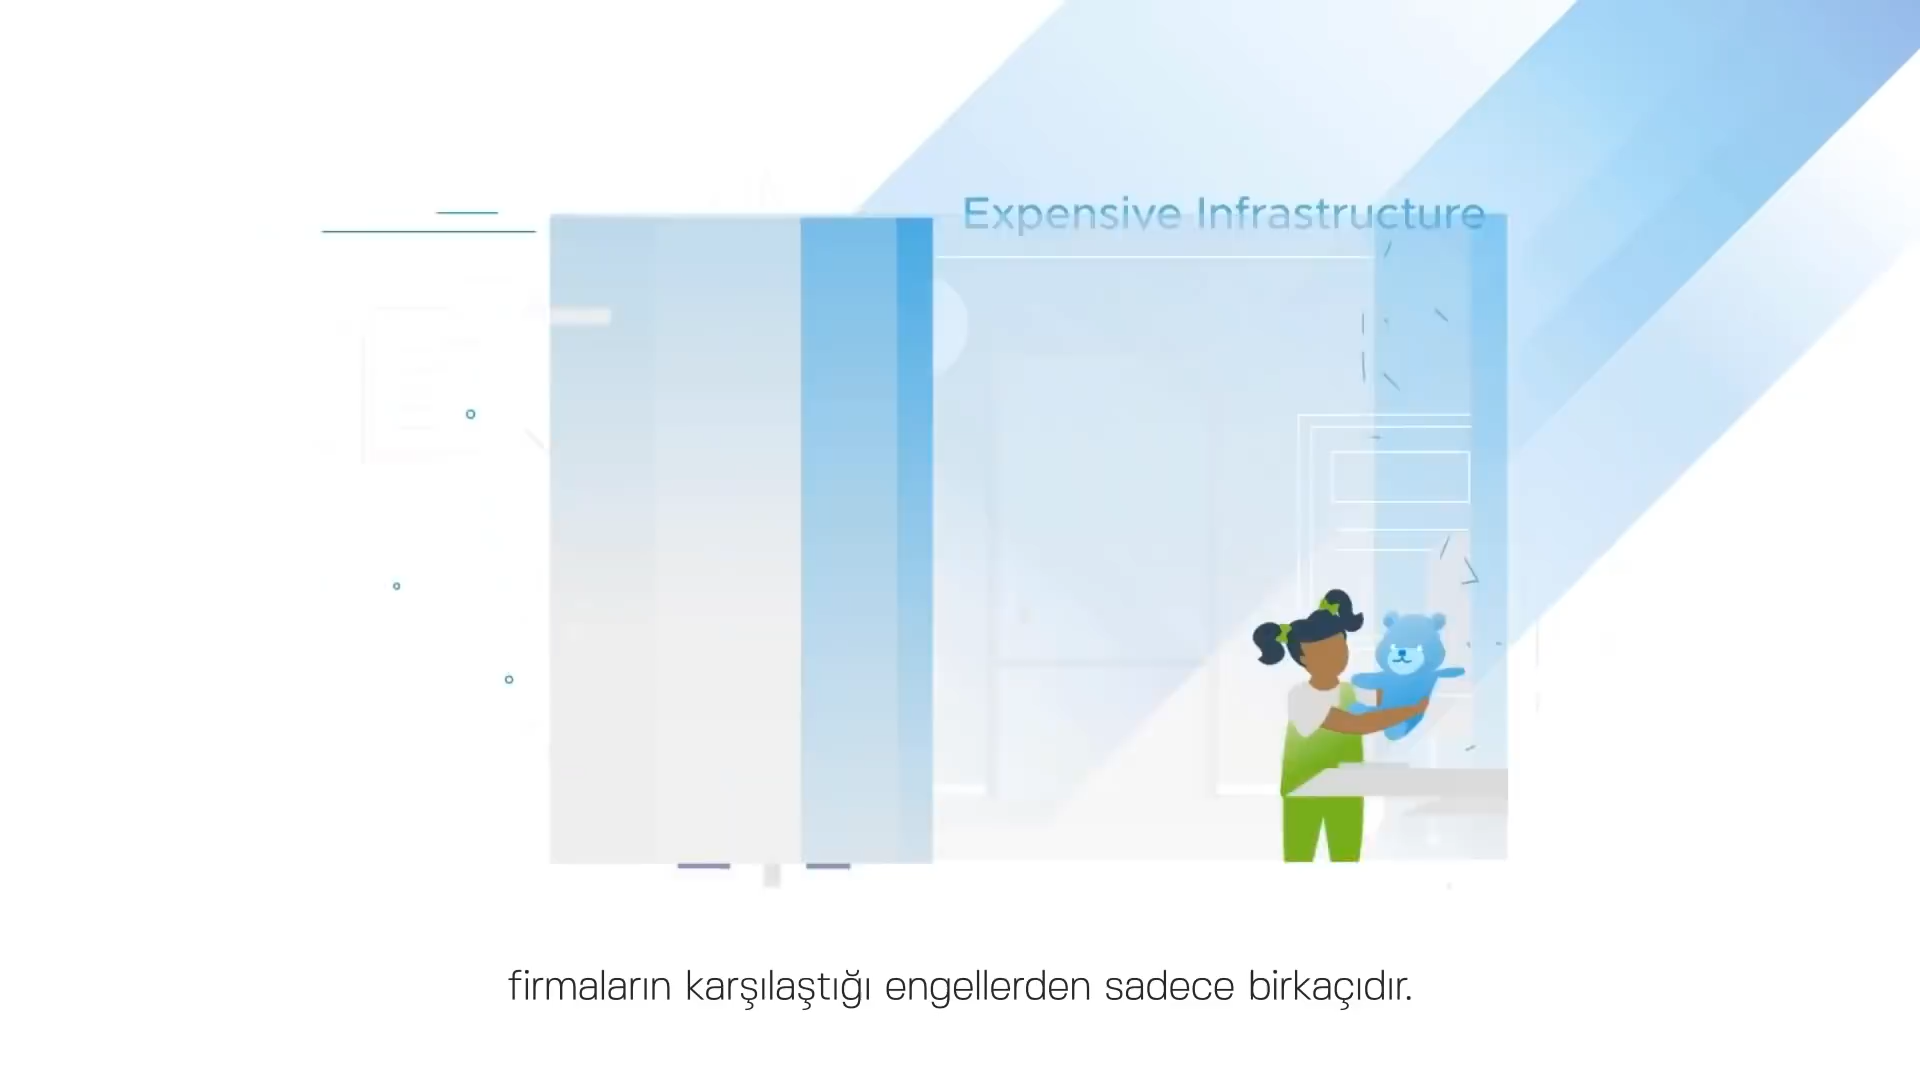 Expensive Infrastructure
firmaların karşılaştığı engellerden sadece birkaçıdır.